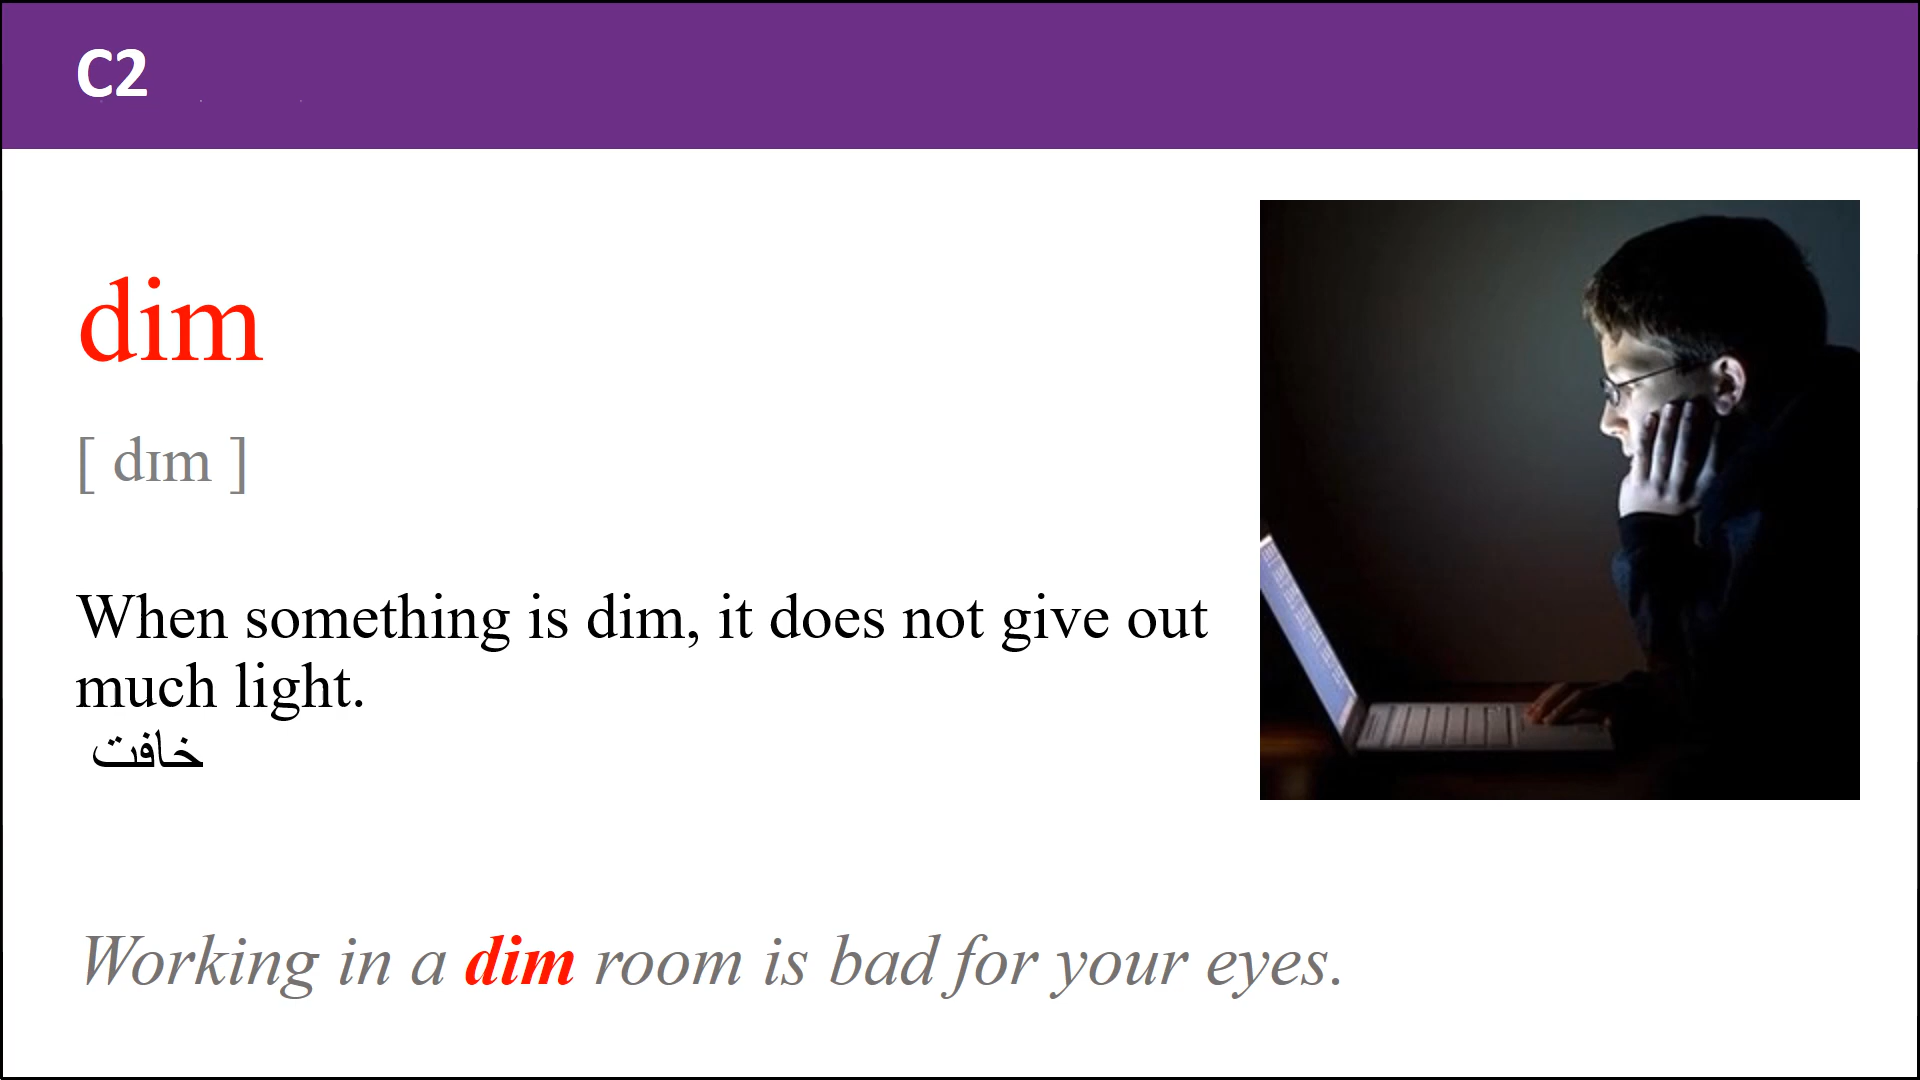 C2
dim
[ dɪm ]
When something is dim, it does not give out
much light.
خافت
Working in a dim room is bad for your eyes.